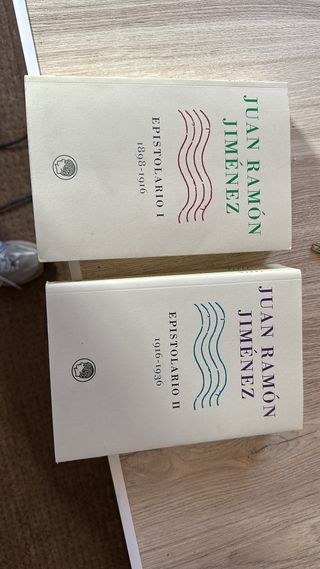 JUAN RAMÓN
JIMÉNEZ
EPISTOLARIO I
1898-1916
JUAN RAMÓN
JIMÉNEZ
EPISTOLARIO II
1916-1936